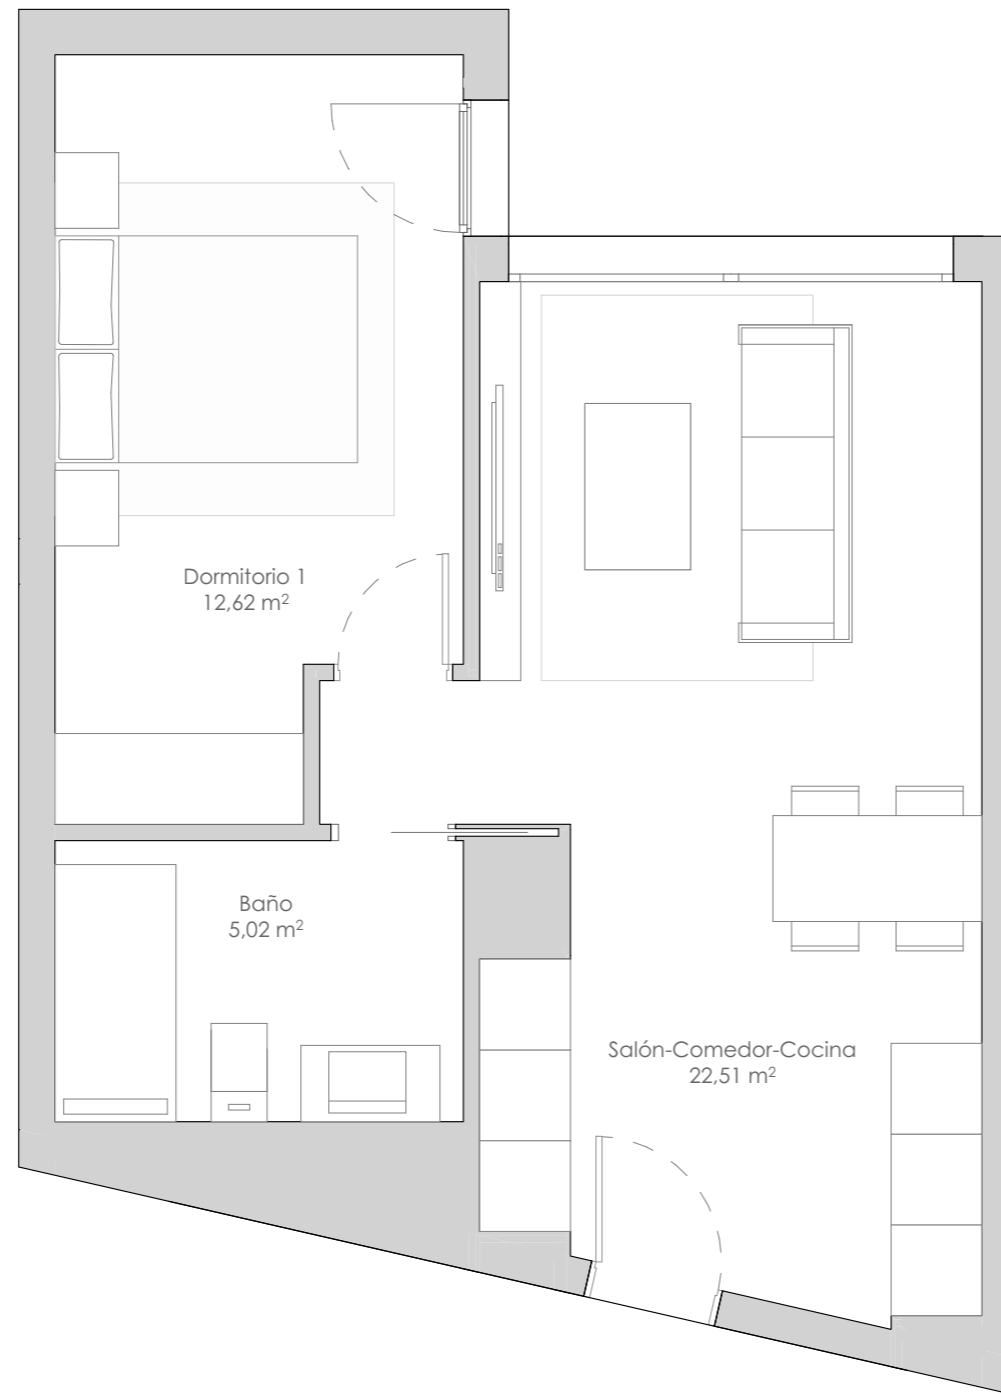 Dormitorio 1
12,62 m²
Baño
5,02 m²
Salón-Comedor-Cocina
22,51 m²